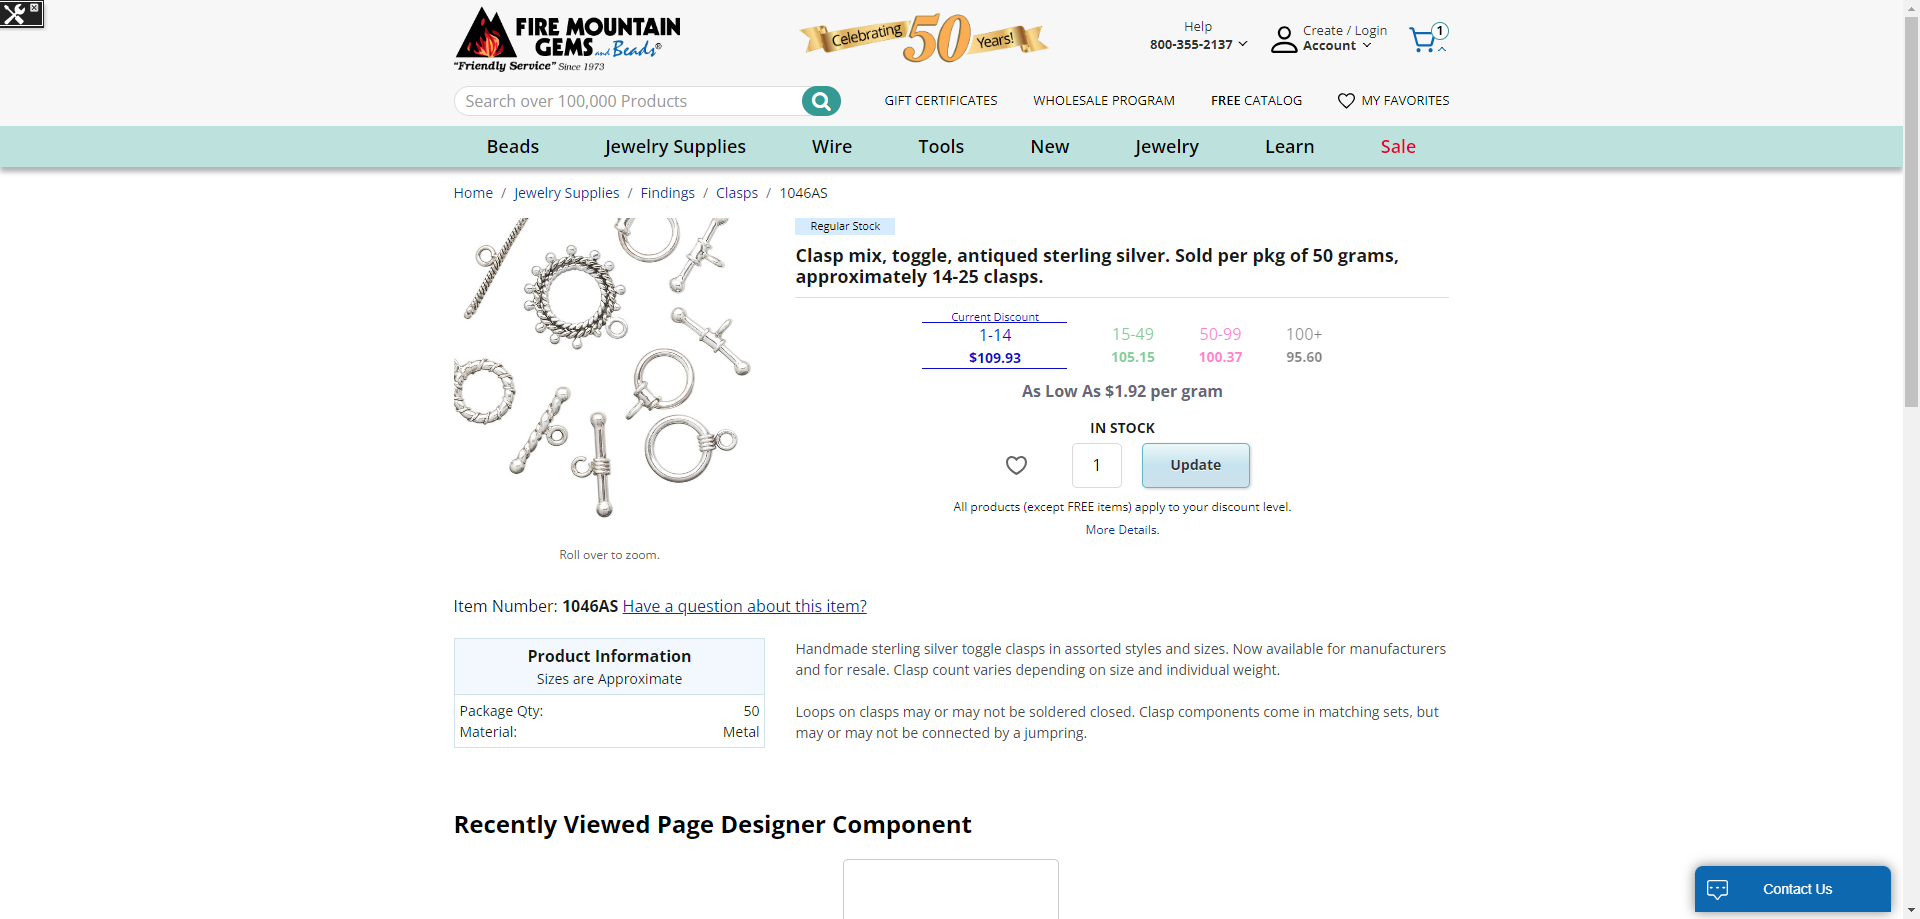 FIRE MOUNTAIN
GEMS and Beads®
"Friendly Service" Since 1973
Celebrating 50 Years!
Help
800-355-2137
Create / Login
Account
1
Search over 100,000 Products
GIFT CERTIFICATES
WHOLESALE PROGRAM
FREE CATALOG
MY FAVORITES
Beads
Jewelry Supplies
Wire
Tools
New
Jewelry
Learn
Sale
Home / Jewelry Supplies / Findings / Clasps / 1046AS
Regular Stock
Clasp mix, toggle, antiqued sterling silver. Sold per pkg of 50 grams,
approximately 14-25 clasps.
Current Discount
1-14 15-49 50-99 100+
$109.93 105.15 100.37 95.60
As Low As $1.92 per gram
IN STOCK
1
Update
All products (except FREE items) apply to your discount level.
More Details.
Roll over to zoom.
Item Number: 1046AS Have a question about this item?
Product Information
Sizes are Approximate
Package Qty: 50
Material: Metal
Handmade sterling silver toggle clasps in assorted styles and sizes. Now available for manufacturers
and for resale. Clasp count varies depending on size and individual weight.
Loops on clasps may or may not be soldered closed. Clasp components come in matching sets, but
may or may not be connected by a jumpring.
Recently Viewed Page Designer Component
Contact Us